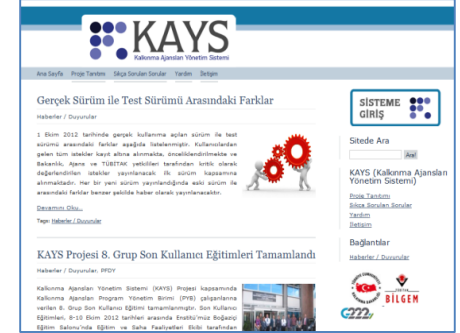 KAYS
Kalkınma Ajansları Yönetim Sistemi
Ana Sayfa Proje Tanıtım Sıkça Sorulan Sorular Yardım İletişim
Gerçek Sürüm ile Test Sürümü Arasındaki Farklar
Haberler / Duyurular
1 Ekim 2012 tarihinde gerçek kullanıma açılan sürüm ile test
sürümü arasındaki farklar aşağıda listelenmiştir. Kullanıcılardan
gelen tüm istekler kayıt altına alınmakta, önceliklendirilmekte ve
Bakanlık, Ajans ve TÜBİTAK yetkilileri tarafından kritik olarak
değerlendirilen istekler yayınlanacak ilk sürüm kapsamına
alınmaktadır. Her bir yeni sürüm yayınlandığında eski sürüm ile
arasındaki farklar benzer şekilde haber olarak yayınlanacaktır.
Devamını Oku...
Tags: Haberler / Duyurular
KAYS Projesi 8. Grup Son Kullanıcı Eğitimleri Tamamlandı
Haberler / Duyurular, PFDY
Kalkınma Ajansları Yönetim Sistemi (KAYS) Projesi kapsamında
Kalkınma Ajansları Program Yönetim Birimi (PYB) çalışanlarına
verilen 8. Grup Son Kullanıcı Eğitimi tamamlanmıştır. Son Kullanıcı
Eğitimleri, 8-10 Ekim 2012 tarihleri arasında Enstitü'müz Boğaziçi
Eğitim Salonu'nda Eğitim ve Saha Faaliyetleri Ekibi tarafından
SİSTEME
GİRİŞ
Sitede Ara
Ara!
KAYS (Kalkınma Ajansları
Yönetim Sistemi)
Proje Tanıtım
Sıkça Sorulan Sorular
Yardım
İletişim
Bağlantılar
Haberler / Duyurular
BİLGEM